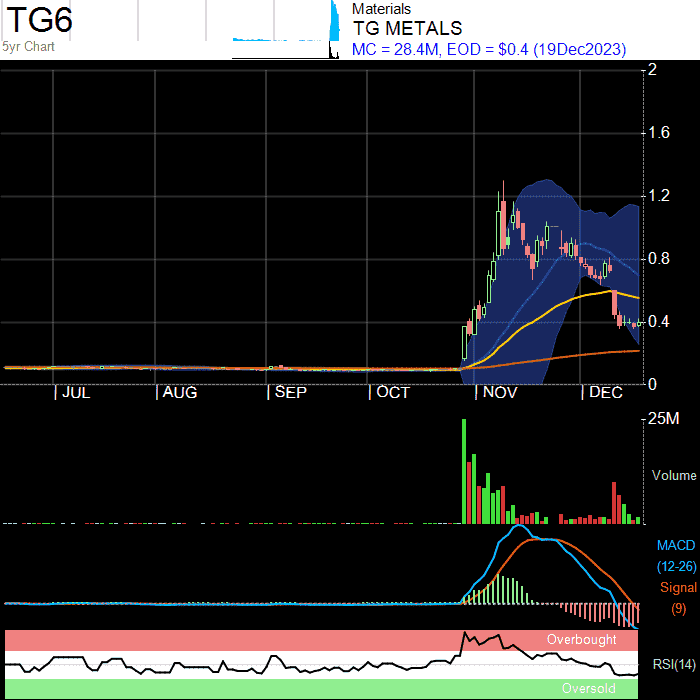 TG6
5yr Chart
Materials
TG METALS
MC = 28.4M, EOD = $0.4 (19Dec2023)
2
1.6
1.2
0.8
0.4
0
JUL AUG SEP OCT NOV DEC
25M
Volume
MACD
(12-26)
Signal
(9)
Overbought
RSI(14)
Oversold